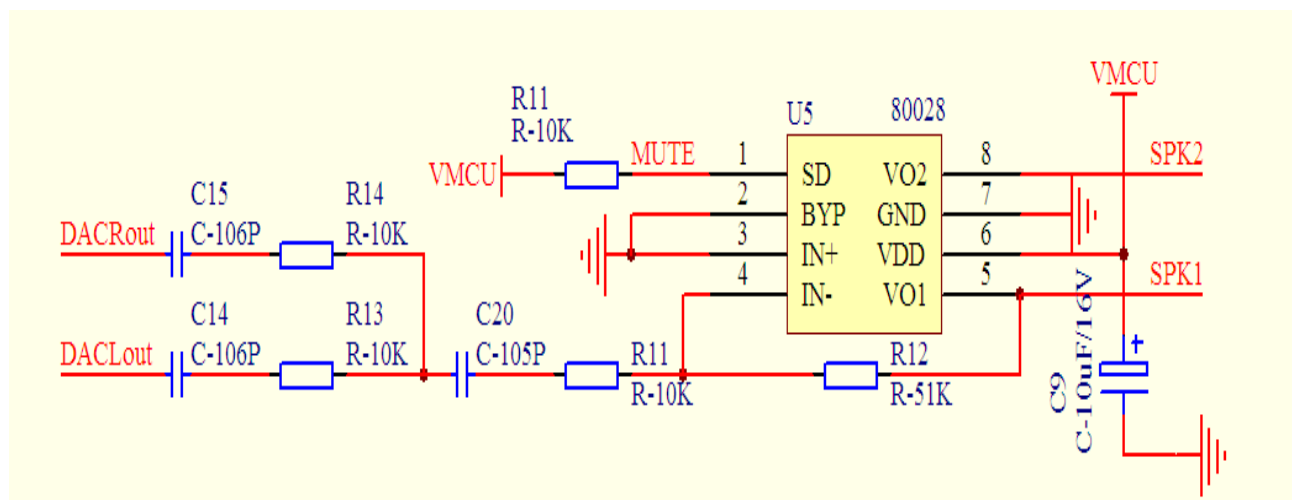 VMCU
R11
R-10K
MUTE
VMCU
U5
80028
1
2
3
4
SD
BYP
IN+
IN-
VO2
GND
VDD
VO1
8
7
6
5
SPK2
SPK1
C15
C-106P
R14
R-10K
DACRout
C14
C-106P
R13
R-10K
DACLout
C20
C-105P
R11
R-10K
R12
R-51K
+
C9
C-10uF/16V